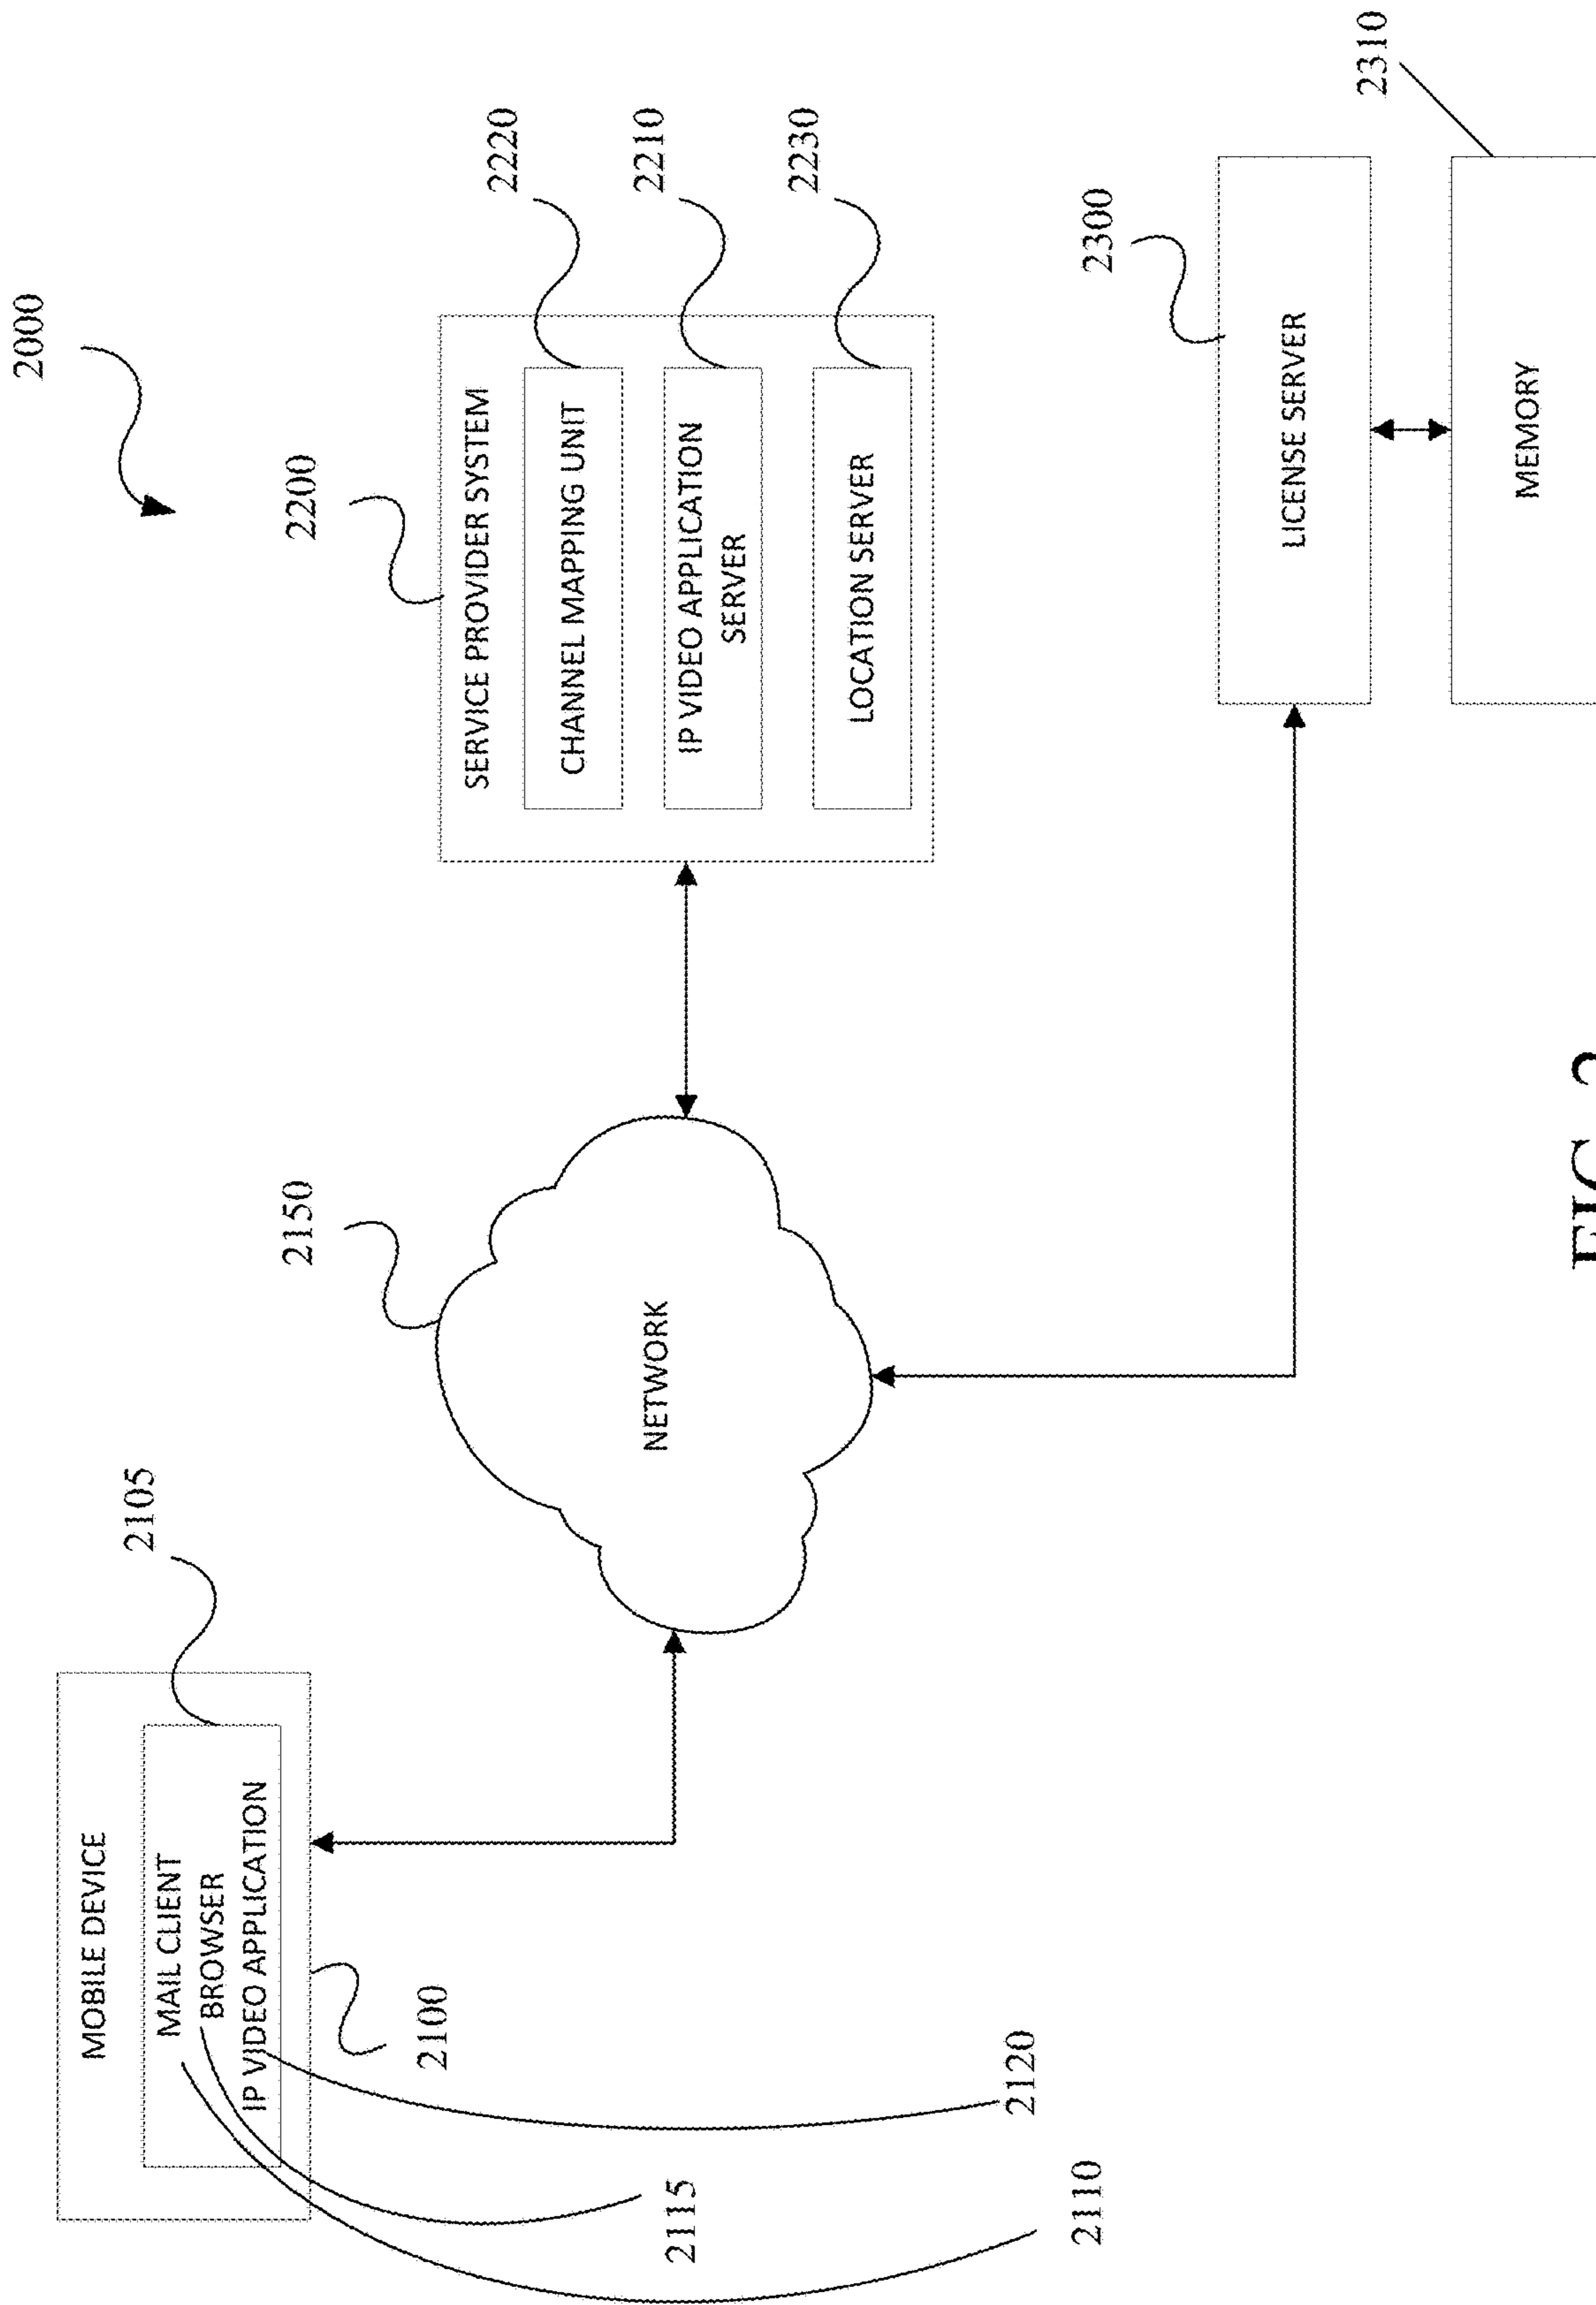 2000
MOBILE DEVICE
MAIL CLIENT
BROWSER
IP VIDEO APPLICATION
2105
2100
2115
2120
2110
2150
NETWORK
2200
SERVICE PROVIDER SYSTEM
CHANNEL MAPPING UNIT
IP VIDEO APPLICATION
SERVER
LOCATION SERVER
2220
2210
2230
2300
LICENSE SERVER
2310
MEMORY